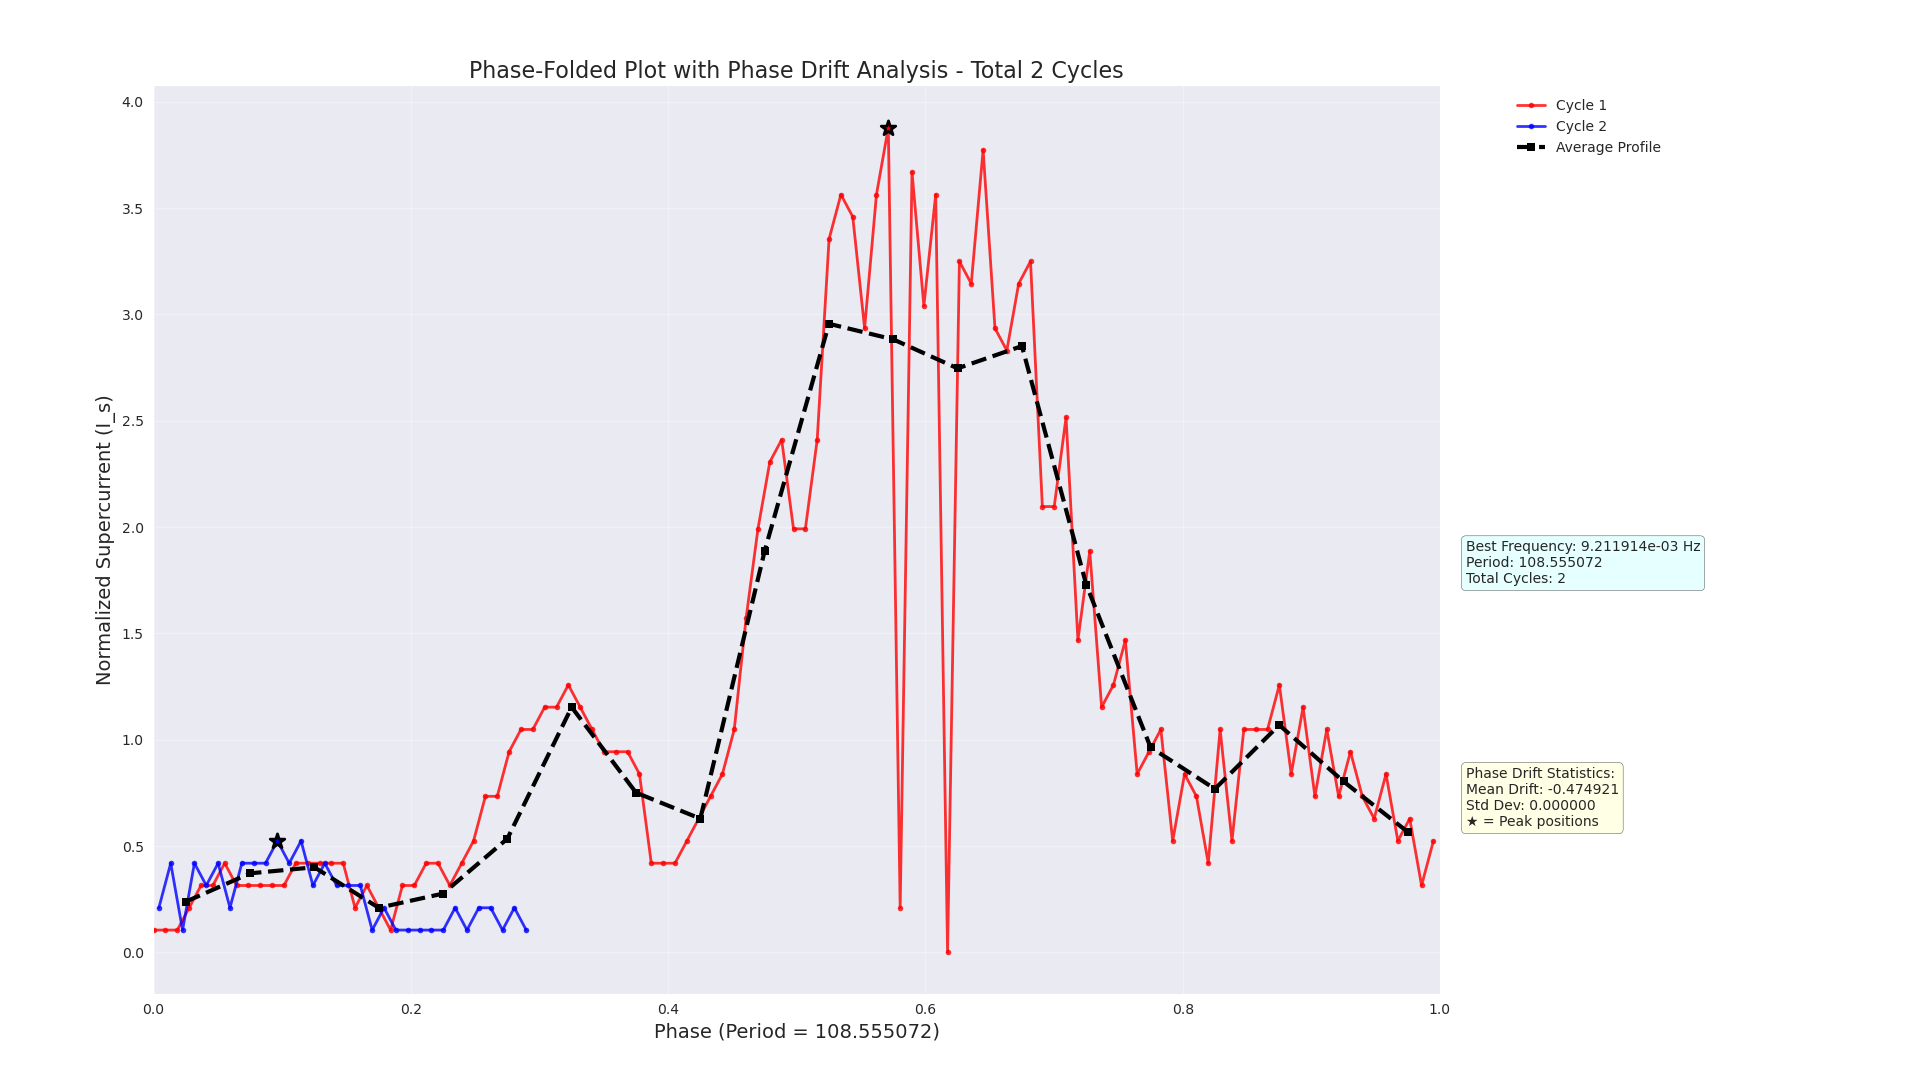 Phase-Folded Plot with Phase Drift Analysis - Total 2 Cycles
Normalized Supercurrent (I_s)
4.0
3.5
3.0
2.5
2.0
1.5
1.0
0.5
0.0
0.0
0.2
0.4
0.6
0.8
1.0
Phase (Period = 108.555072)
Cycle 1
Cycle 2
Average Profile
Best Frequency: 9.211914e-03 Hz
Period: 108.555072
Total Cycles: 2
Phase Drift Statistics:
Mean Drift: -0.474921
Std Dev: 0.000000
★ = Peak positions